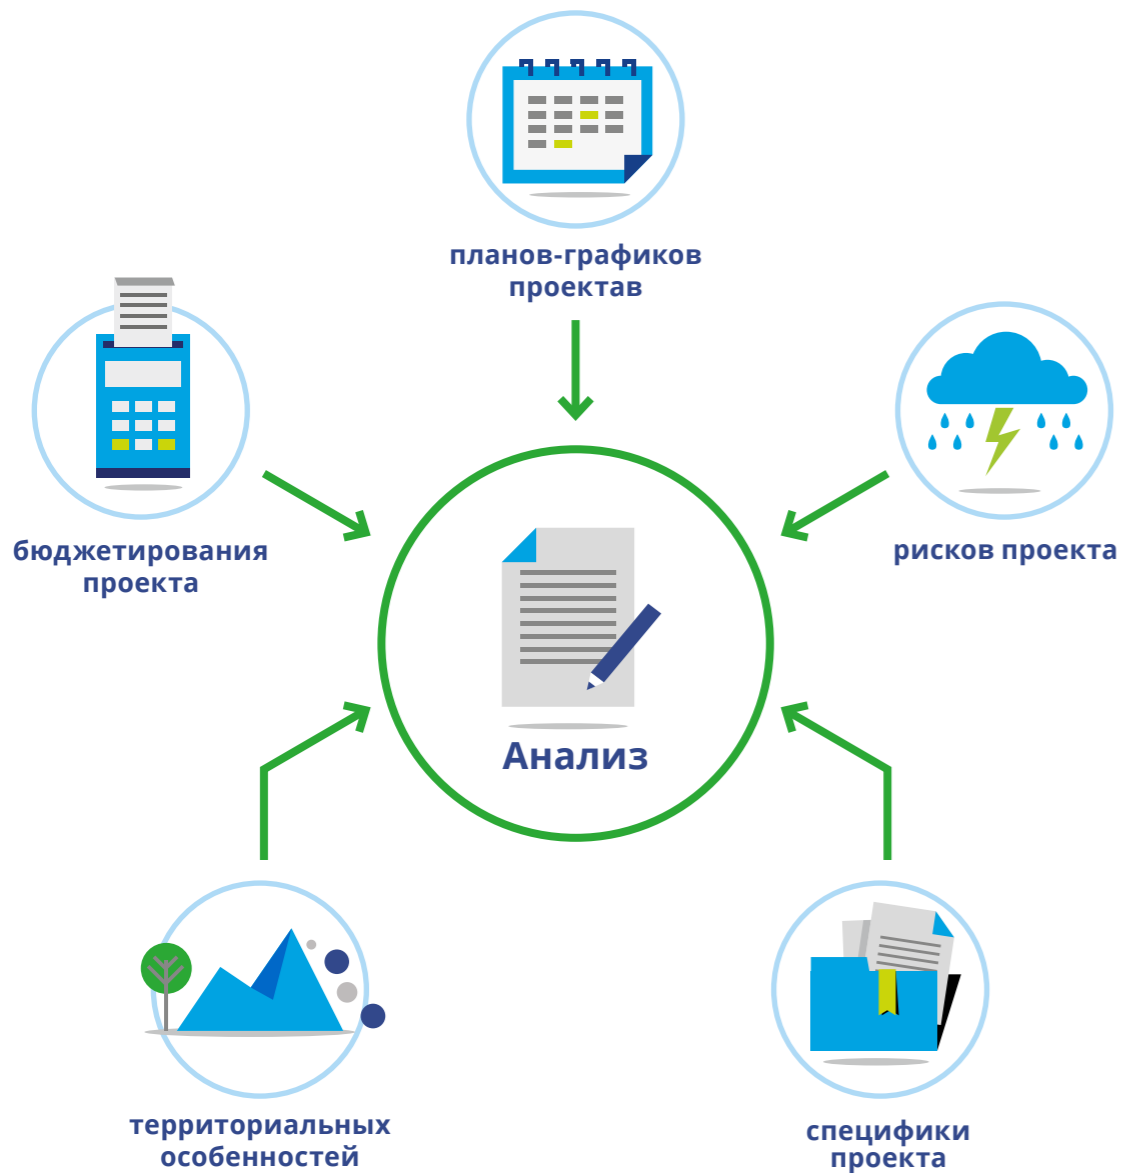 планов-графиков
проектав
бюджетирования
проекта
рисков проекта
Анализ
территориальных
особенностей
специфики
проекта